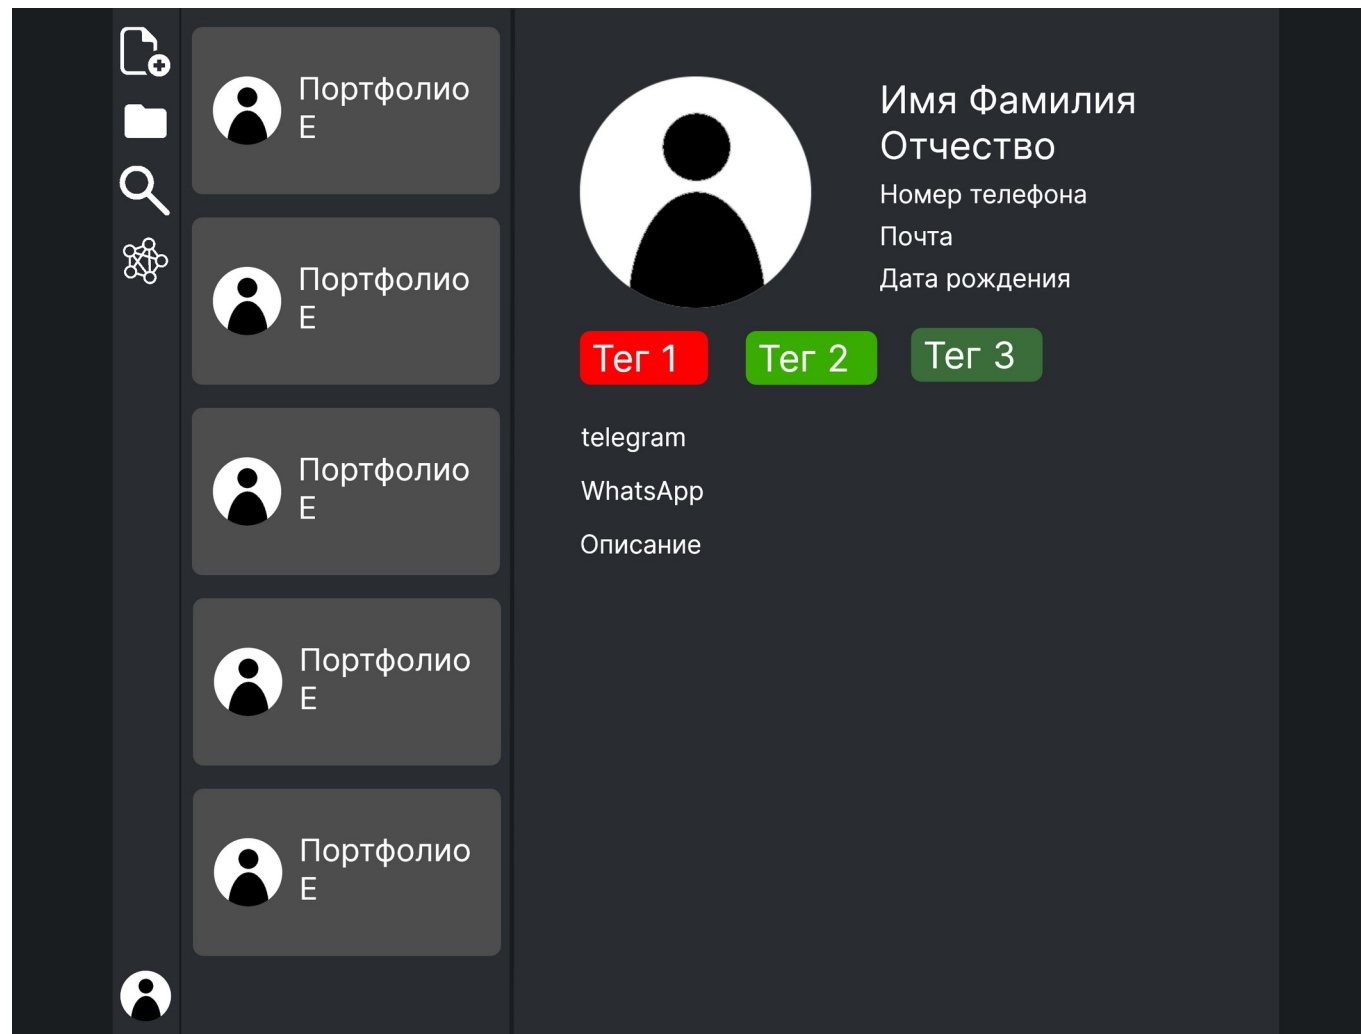 Портфолио
Е
Портфолио
Е
Портфолио
Е
Портфолио
Е
Портфолио
Е
Имя Фамилия
Отчество
Номер телефона
Почта
Дата рождения
Тег 1
Тег 2
Тег 3
telegram
WhatsApp
Описание